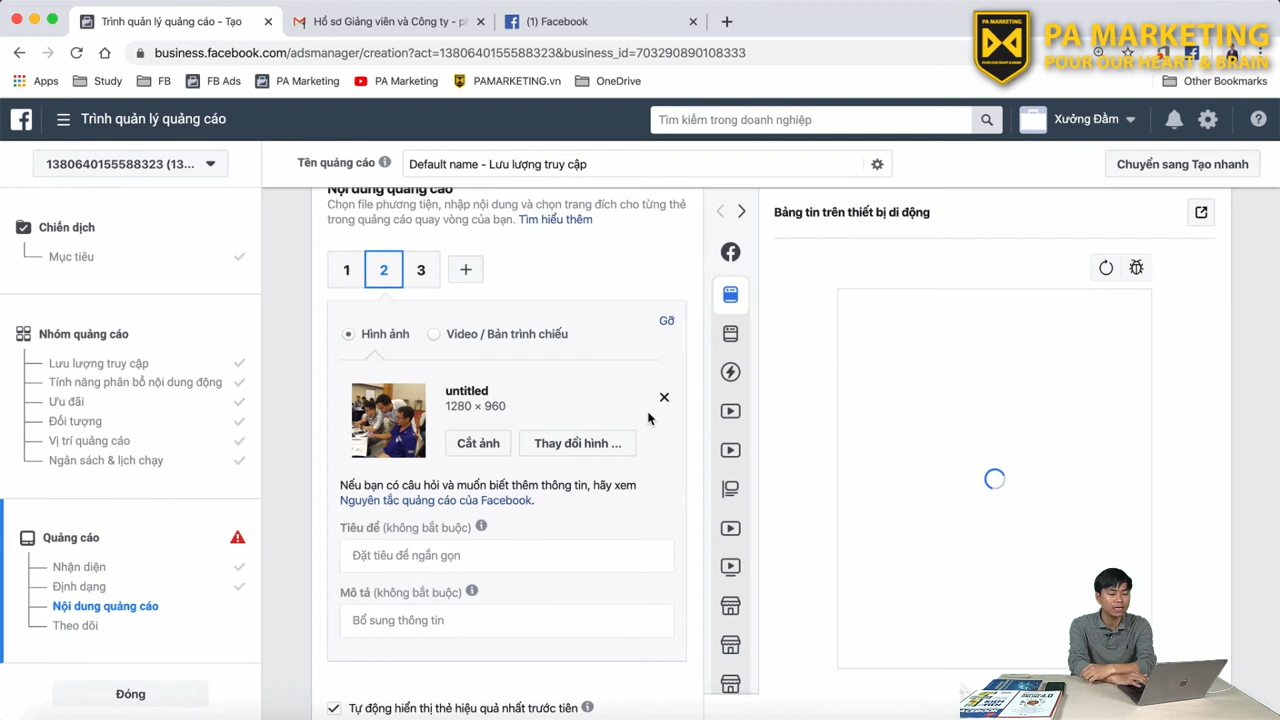 Trình quản lý quảng cáo - Tạo
Hồ sơ Giảng viên và Công ty - p
(1) Facebook
business.facebook.com/adsmanager/creation?act=1380640155588323&business_id=703290890108333
PA MARKETING
PA MARKETING
POUR OUR HEART & BRAIN
Apps
Study
FB
FB Ads
PA Marketing
PA Marketing
PAMARKETING.VN
OneDrive
Other Bookmarks
Trình quản lý quảng cáo
Tìm kiếm trong doanh nghiệp
Xưởng Đầm
1380640155588323 (13...
Tên quảng cáo
Default name - Lưu lượng truy cập
Chuyển sang Tạo nhanh
Chiến dịch
Mục tiêu
Nhóm quảng cáo
Lưu lượng truy cập
Tính năng phân bổ nội dung động
Ưu đãi
Đối tượng
Vị trí quảng cáo
Ngân sách & lịch chạy
Quảng cáo
Nhận diện
Định dạng
Nội dung quảng cáo
Theo dõi
Đóng
Nội dung quảng cáo
Chọn file phương tiện, nhập nội dung và chọn trang đích cho từng thẻ
trong quảng cáo quay vòng của bạn. Tìm hiểu thêm
1
2
3
+
Gỡ
Hình ảnh
Video / Bản trình chiếu
untitled
1280 × 960
Cắt ảnh
Thay đổi hình ...
Nếu bạn có câu hỏi và muốn biết thêm thông tin, hãy xem
Nguyên tắc quảng cáo của Facebook.
Tiêu đề (không bắt buộc)
Đặt tiêu đề ngắn gọn
Mô tả (không bắt buộc)
Bổ sung thông tin
Tự động hiển thị thẻ hiệu quả nhất trước tiên
Bảng tin trên thiết bị di động